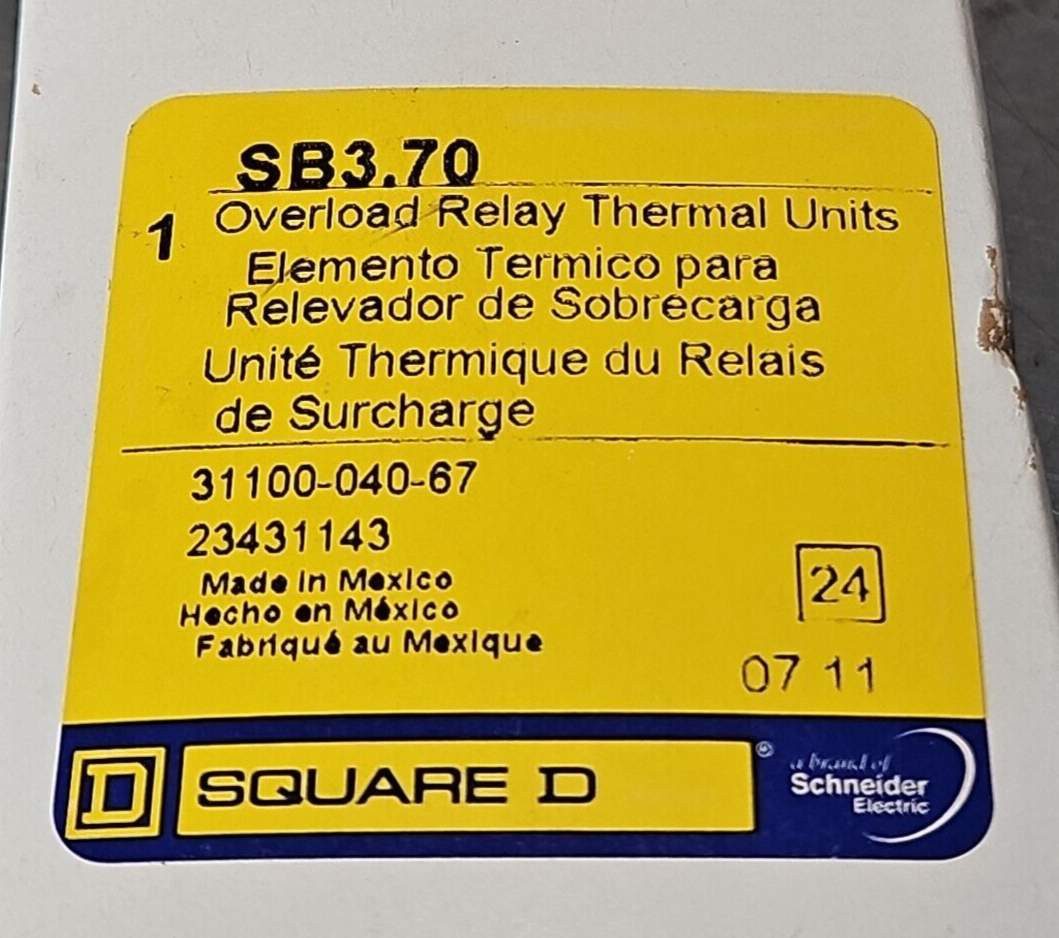 SB3.70
1 Overload Relay Thermal Units
Elemento Termico para
Relevador de Sobrecarga
Unité Thermique du Relais
de Surcharge
31100-040-67
23431143
Made in Mexico
Hecho en México
Fabriqué au Mexique
24
07 11
D SQUARE D ®
a brand of
Schneider
Electric